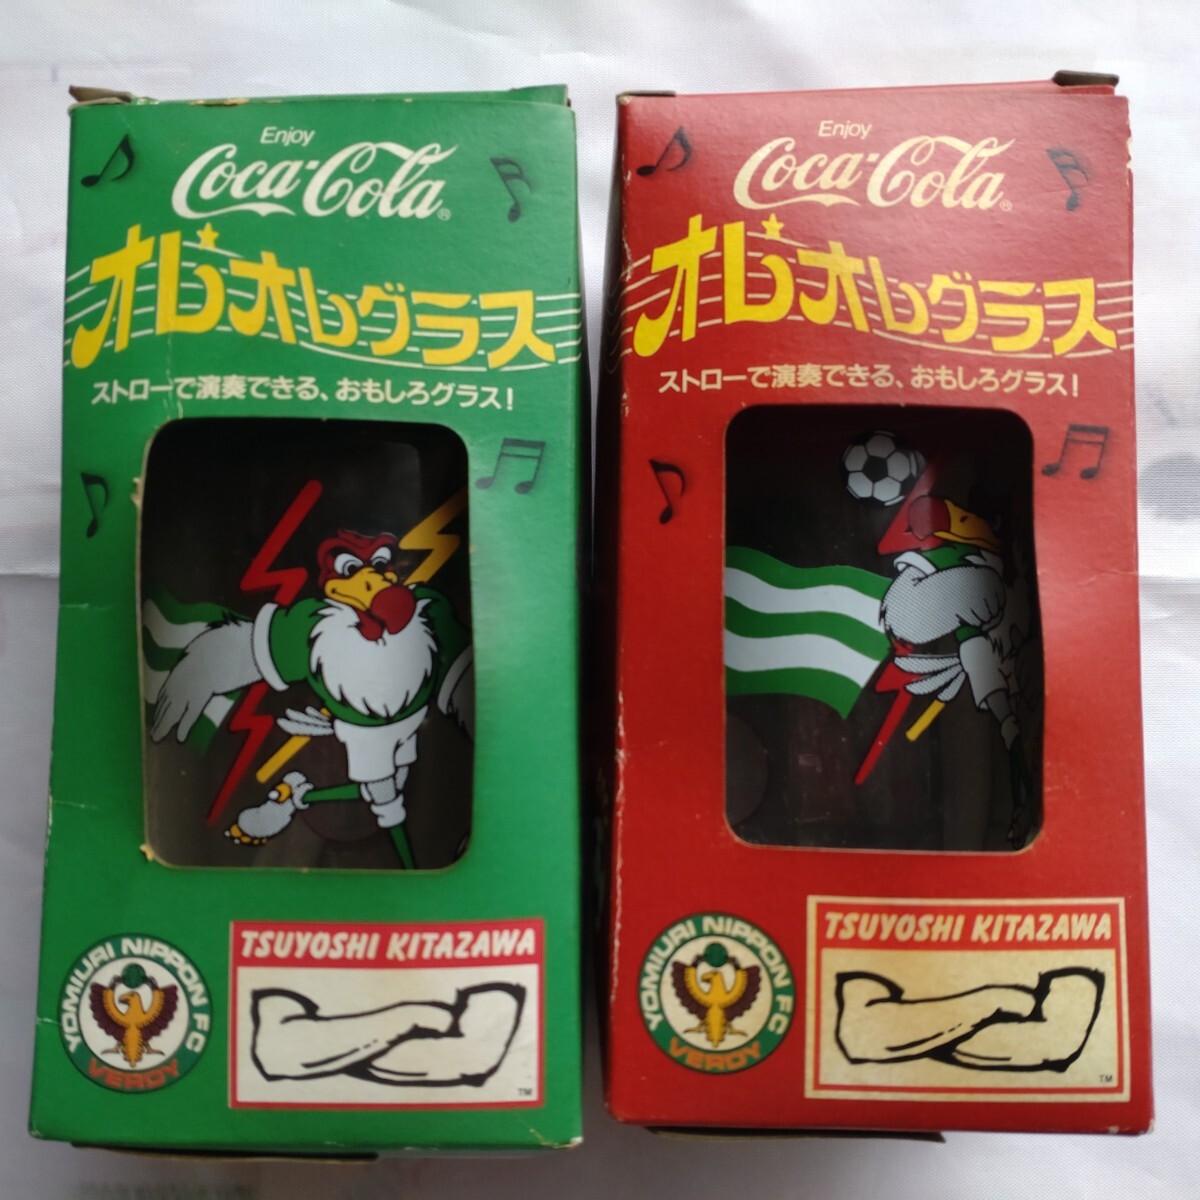 Enjoy
Coca-Cola®
オレオレグラス
ストローで演奏できる、おもしろグラス!
YOMIURI NIPPON FC
VERDY
TSUYOSHI KITAZAWA
TM
Enjoy
Coca-Cola®
オレオレグラス
ストローで演奏できる、おもしろグラス!
YOMIURI NIPPON FC
VERDY
TSUYOSHI KITAZAWA
TM